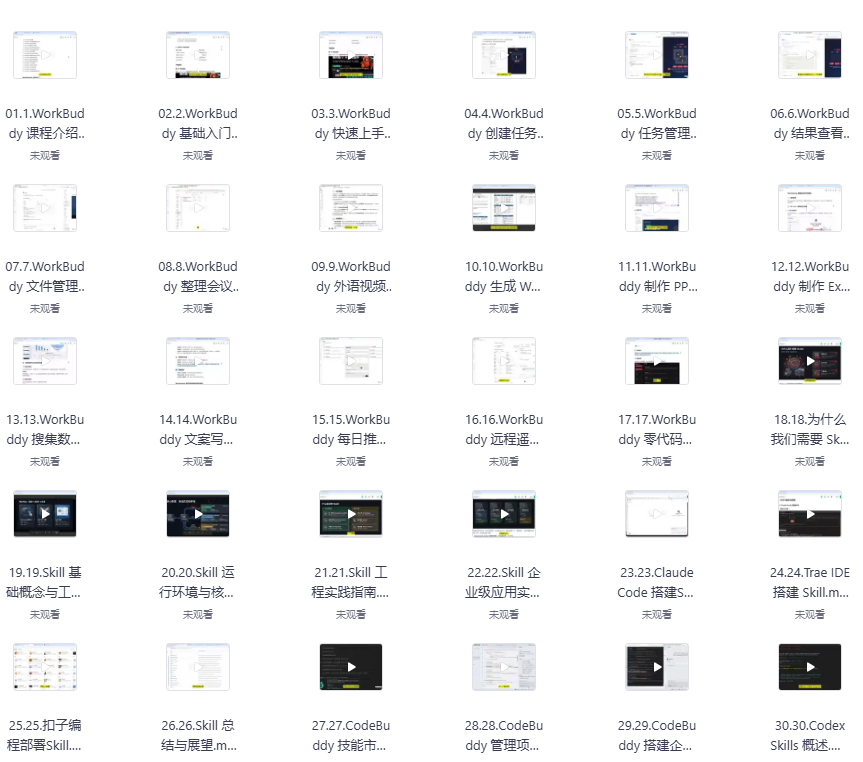 01.1.WorkBud
dy 课程介绍..
未观看
02.2.WorkBud
dy 基础入门..
未观看
03.3.WorkBud
dy 快速上手..
未观看
04.4.WorkBud
dy 创建任务..
未观看
05.5.WorkBud
dy 任务管理..
未观看
06.6.WorkBud
dy 结果查看..
未观看
07.7.WorkBud
dy 文件管理..
未观看
08.8.WorkBud
dy 整理会议..
未观看
09.9.WorkBud
dy 外语视频..
未观看
10.10.WorkBu
ddy 生成 W...
未观看
11.11.WorkBu
ddy 制作 PP...
未观看
12.12.WorkBu
ddy 制作 Ex...
未观看
13.13.WorkBu
ddy 搜集数...
未观看
14.14.WorkBu
ddy 文案写...
未观看
15.15.WorkBu
ddy 每日推...
未观看
16.16.WorkBu
ddy 远程遥...
未观看
17.17.WorkBu
ddy 零代码...
未观看
18.18.为什么
我们需要 Sk...
未观看
19.19.Skill 基
础概念与工...
未观看
20.20.Skill 运
行环境与核...
未观看
21.21.Skill 工
程实践指南....
未观看
22.22.Skill 企
业级应用实...
未观看
23.23.Claude
Code 搭建S...
未观看
24.24.Trae IDE
搭建 Skill.m...
未观看
25.25.扣子编
程部署Skill....
26.26.Skill 总
结与展望.m...
27.27.CodeBu
ddy 技能市...
28.28.CodeBu
ddy 管理项...
29.29.CodeBu
ddy 搭建企...
30.30.Codex
Skills 概述....